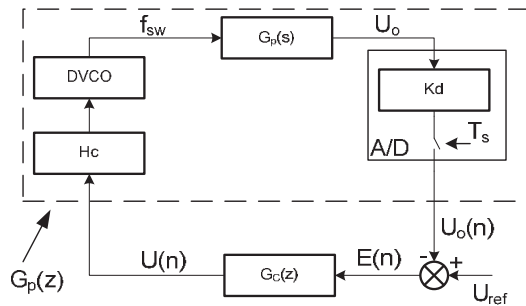 f_sw
G_p(s)
U_o
DVCO
Kd
Hc
A/D
T_s
U_o(n)
G_p(z)
U(n)
G_C(z)
E(n)
-
+
U_ref